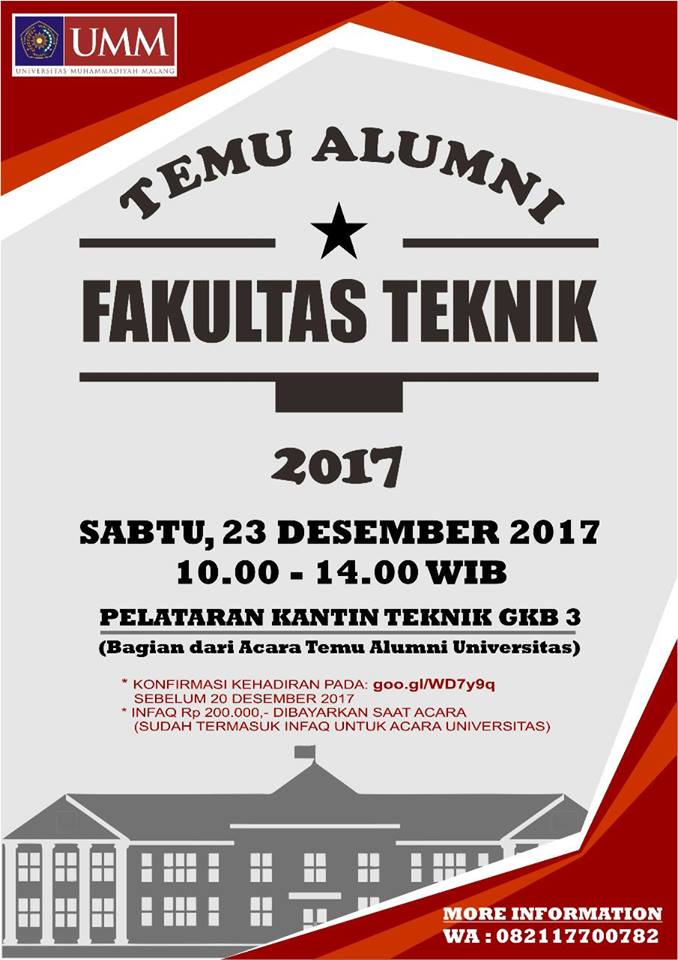 UMM
UNIVERSITAS MUHAMMADIYAH MALANG
TEMU ALUMNI
FAKULTAS TEKNIK
2017
SABTU, 23 DESEMBER 2017
10.00 - 14.00 WIB
PELATARAN KANTIN TEKNIK GKB 3
(Bagian dari Acara Temu Alumni Universitas)
* KONFIRMASI KEHADIRAN PADA: goo.gl/WD7y9q
SEBELUM 20 DESEMBER 2017
* INFAQ Rp 200.000,- DIBAYARKAN SAAT ACARA
(SUDAH TERMASUK INFAQ UNTUK ACARA UNIVERSITAS)
MORE INFORMATION
WA : 082117700782